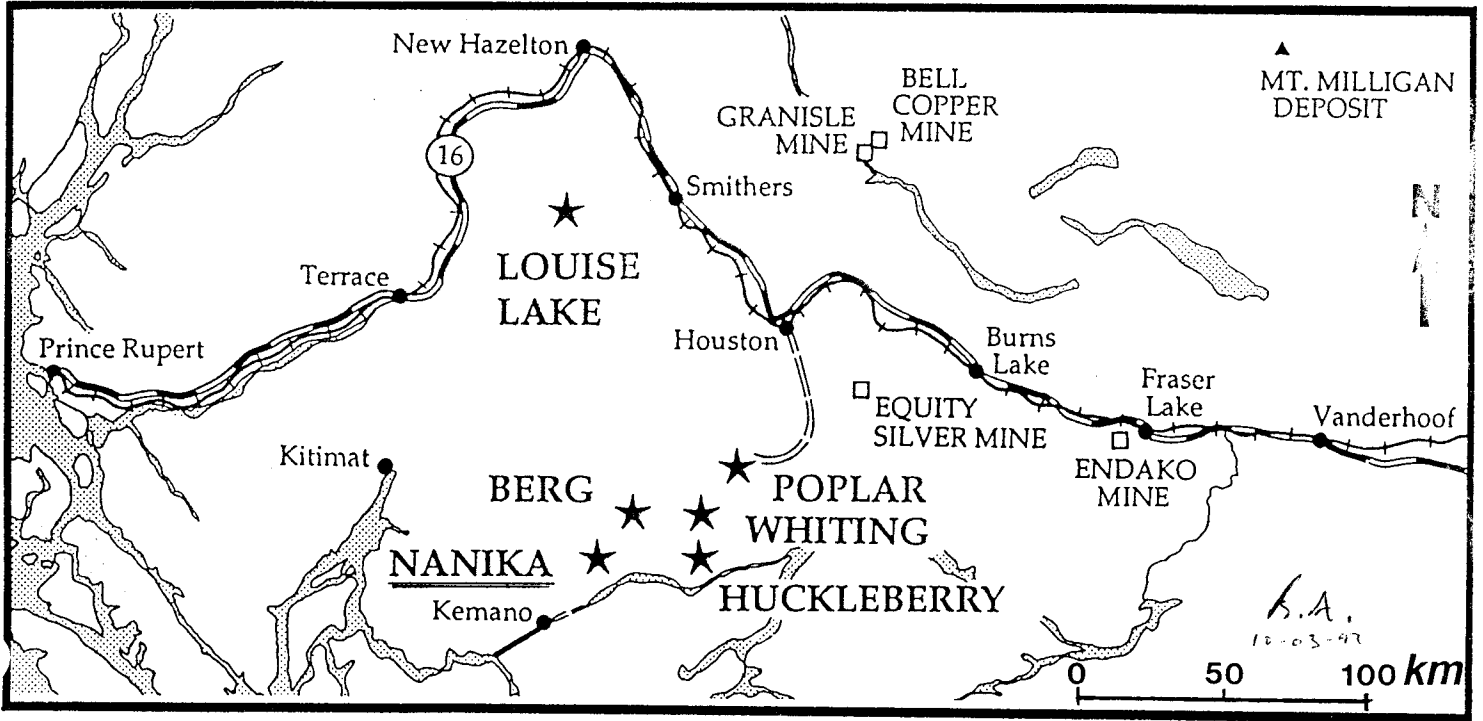 New Hazelton
BELL
COPPER
MINE
GRANISLE
MINE
MT. MILLIGAN
DEPOSIT
16
Smithers
N
LOUISE
LAKE
Terrace
Houston
Burns
Lake
Prince Rupert
Fraser
Lake
Vanderhoof
EQUITY
SILVER MINE
Kitimat
ENDAKO
MINE
BERG
POPLAR
WHITING
NANIKA
HUCKLEBERRY
Kemano
B.A.
0 50 100 km